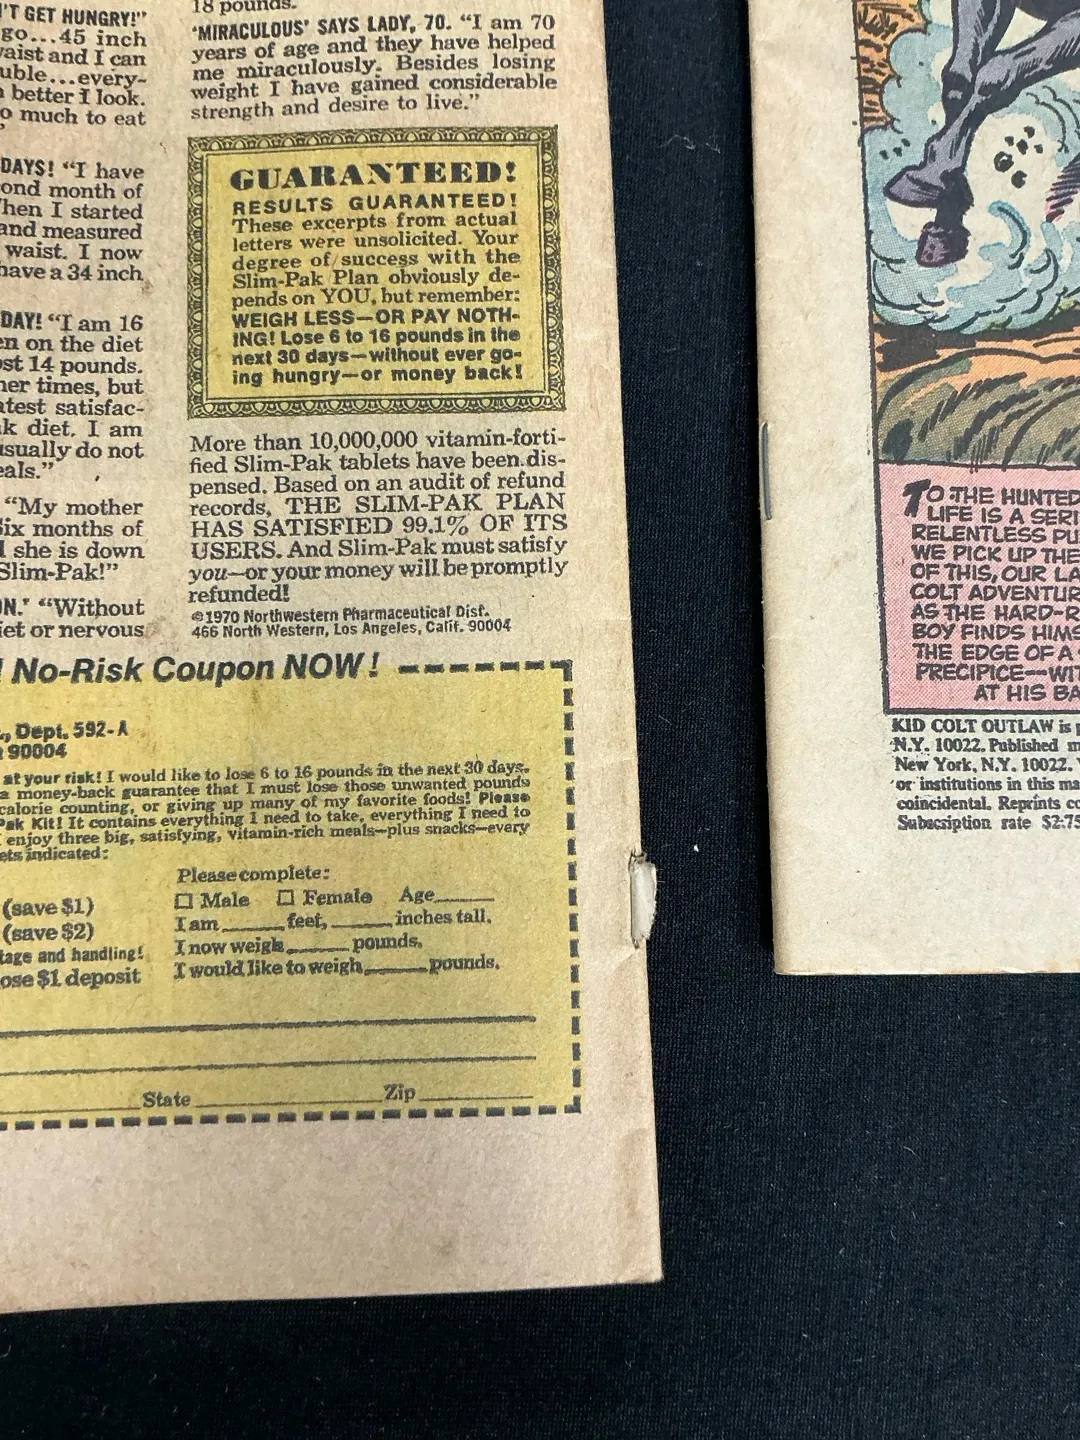 'T GET HUNGRY!"
go...45 inch
waist and I can
uble...every-
better I look.
o much to eat
DAYS! "I have
ond month of
When I started
and measured
waist. I now
have a 34 inch
DAY! "I am 16
en on the diet
st 14 pounds.
her times, but
atest satisfac-
k diet. I am
usually do not
eals."
"My mother
Six months of
she is down
Slim-Pak!"
ON.' "Without
iet or nervous
18 pounds.
'MIRACULOUS' SAYS LADY, 70. "I am 70
years of age and they have helped
me miraculously. Besides losing
weight I have gained considerable
strength and desire to live."
GUARANTEED!
RESULTS GUARANTEED!
These excerpts from actual
letters were unsolicited. Your
degree of success with the
Slim-Pak Plan obviously de-
pends on YOU, but remember:
WEIGH LESS—OR PAY NOTH-
ING! Lose 6 to 16 pounds in the
next 30 days—without ever go-
ing hungry—or money back!
More than 10,000,000 vitamin-forti-
fied Slim-Pak tablets have been dis-
pensed. Based on an audit of refund
records, THE SLIM-PAK PLAN
HAS SATISFIED 99.1% OF ITS
USERS. And Slim-Pak must satisfy
you—or your money will be promptly
refunded!
©1970 Northwestern Pharmaceutical Dist.
466 North Western, Los Angeles, Calif. 90004
No-Risk Coupon NOW!
., Dept. 592-A
90004
at your risk! I would like to lose 6 to 16 pounds in the next 30 days.
a money-back guarantee that I must lose those unwanted pounds
calorie counting, or giving up many of my favorite foods! Please
Pak Kit! It contains everything I need to take, everything I need to
enjoy three big, satisfying, vitamin-rich meals—plus snacks—every
ets indicated:
(save $1)
(save $2)
tage and handling!
ose $1 deposit
Please complete:
☐ Male ☐ Female Age______
I am______feet,______inches tall.
I now weigh______pounds.
I would like to weigh______pounds.
State Zip
TO THE HUNTED
LIFE IS A SERI
RELENTLESS PU
WE PICK UP THE
OF THIS, OUR LA
COLT ADVENTUR
AS THE HARD-R
BOY FINDS HIMS
THE EDGE OF A
PRECIPICE—WIT
AT HIS BA
KID COLT OUTLAW is p
N.Y. 10022. Published m
New York, N.Y. 10022.
or institutions in this ma
coincidental. Reprints co
Subscription rate $2.75